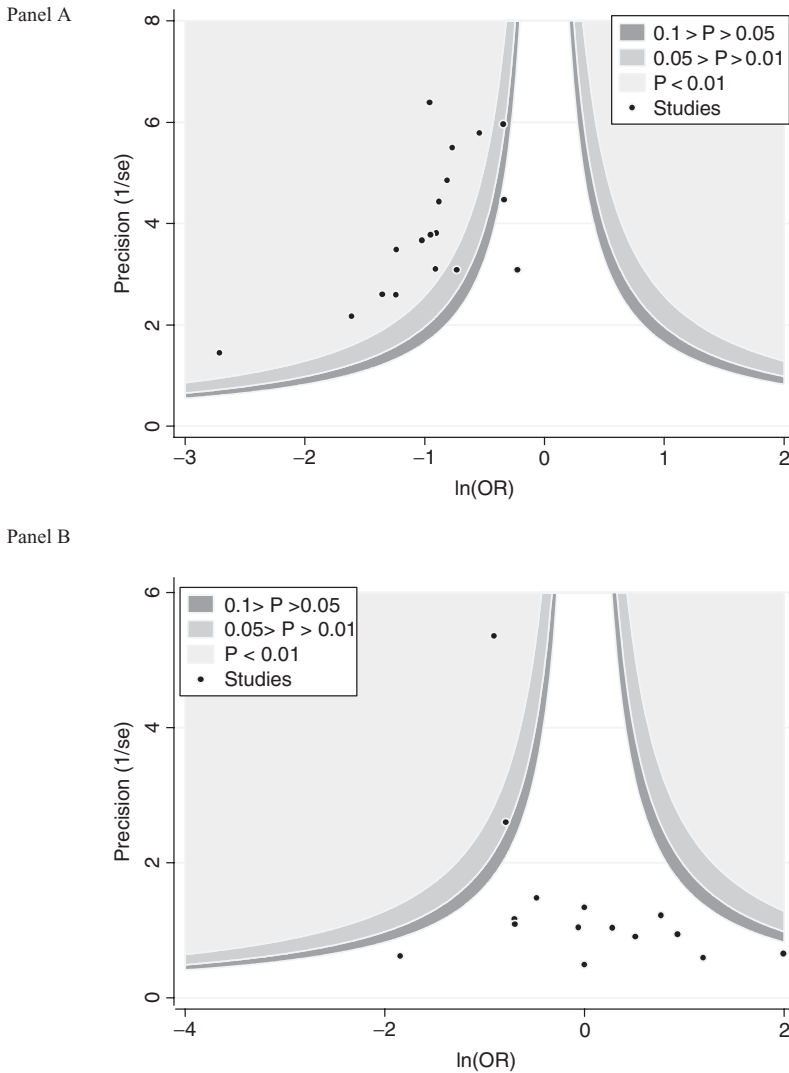 Panel A
8
6
4
2
0
Precision (1/se)
0.1 > P > 0.05
0.05 > P > 0.01
P < 0.01
Studies
−3 −2 −1 0 1 2
ln(OR)
Panel B
6
4
2
0
Precision (1/se)
0.1> P >0.05
0.05> P > 0.01
P < 0.01
Studies
−4 −2 0 2
ln(OR)